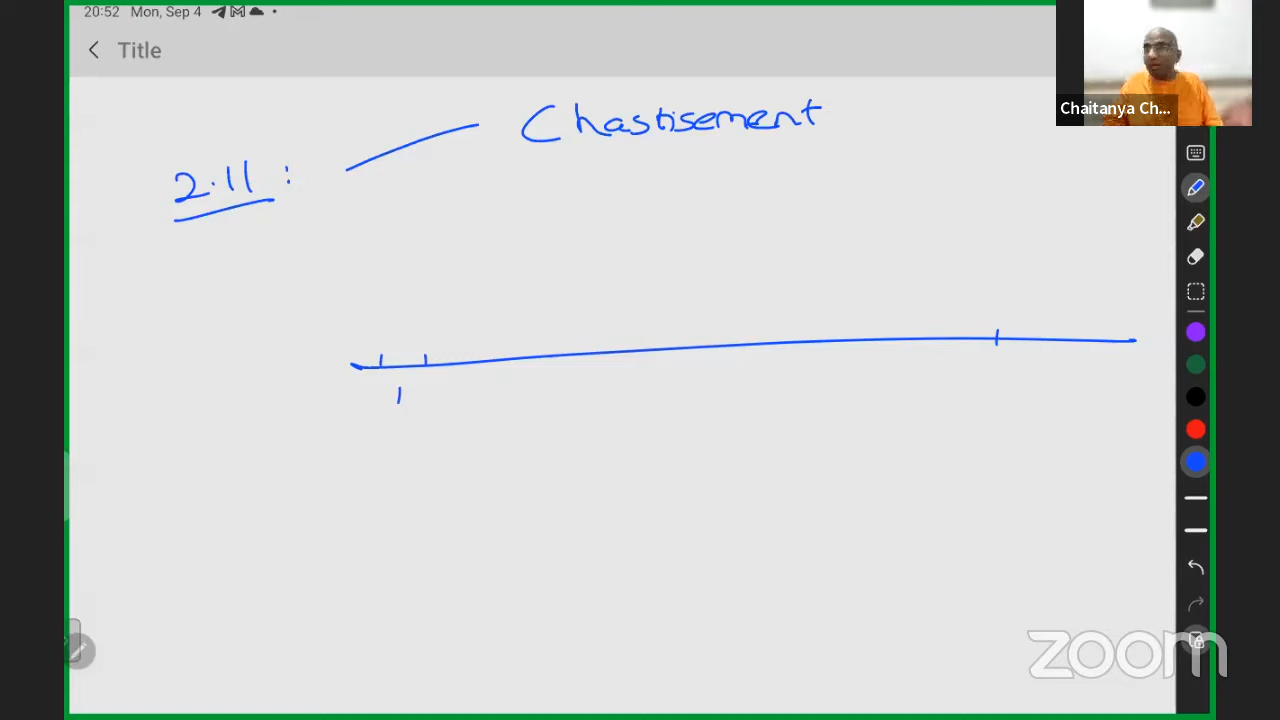 20:52 Mon, Sep 4
Title
Chaitanya Ch...
Chastisement
2.11 :
zoom